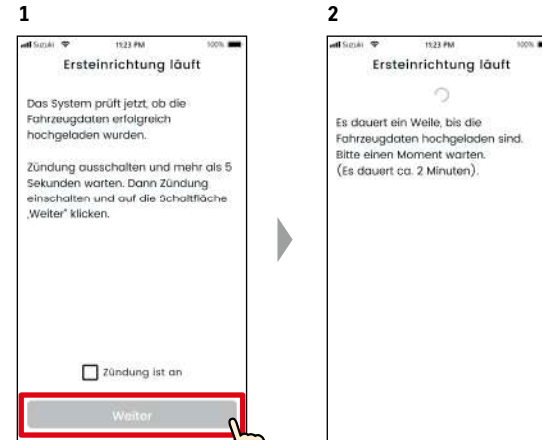 1
Suzuki 11:23 PM 100%
Ersteinrichtung läuft
Das System prüft jetzt, ob die
Fahrzeugdaten erfolgreich
hochgeladen wurden.
Zündung ausschalten und mehr als 5
Sekunden warten. Dann Zündung
einschalten und auf die Schaltfläche
„Weiter“ klicken.
Zündung ist an
Weiter
2
Suzuki 11:23 PM 100%
Ersteinrichtung läuft
Es dauert ein Weile, bis die
Fahrzeugdaten hochgeladen sind.
Bitte einen Moment warten.
(Es dauert ca. 2 Minuten).